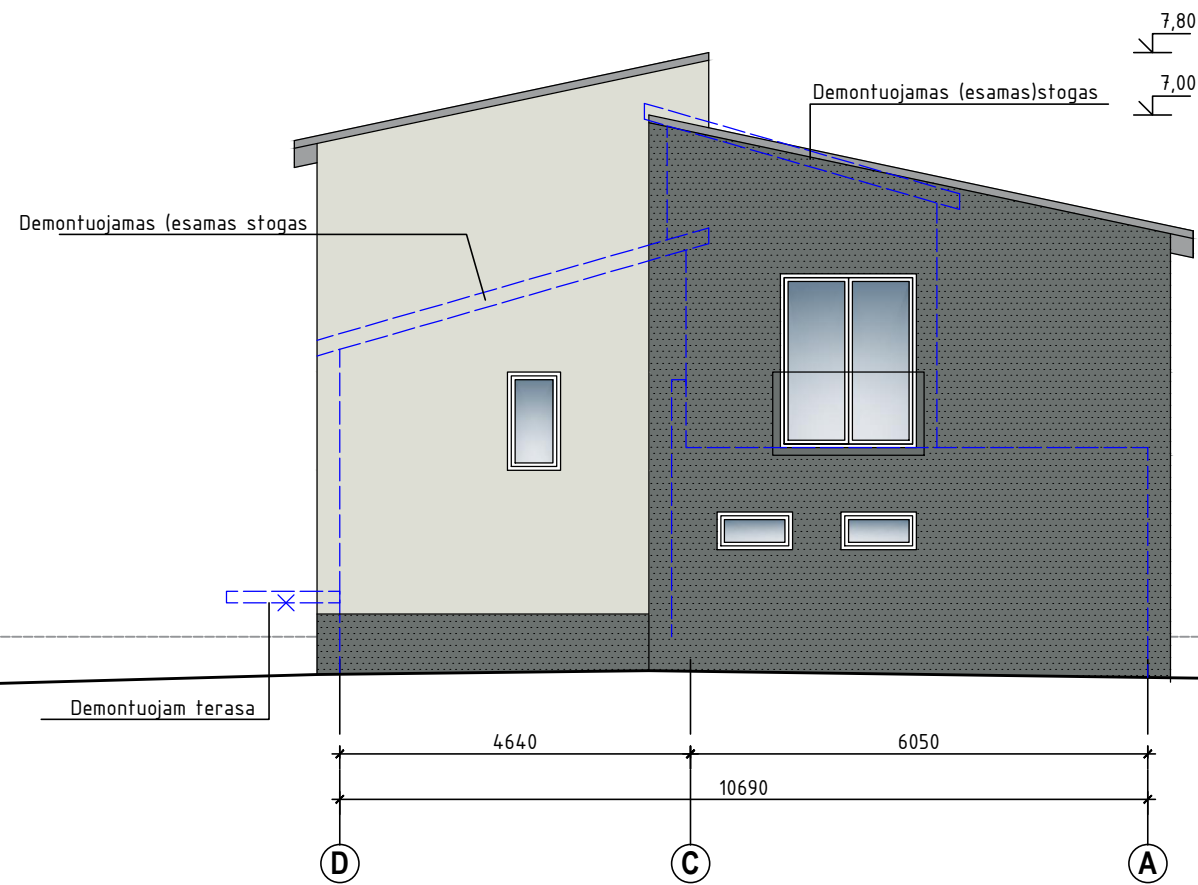 7,80
7,00
Demontuojamas (esamas)stogas
Demontuojamas (esamas stogas
Demontuojam terasa
4640
6050
10690
D
C
A